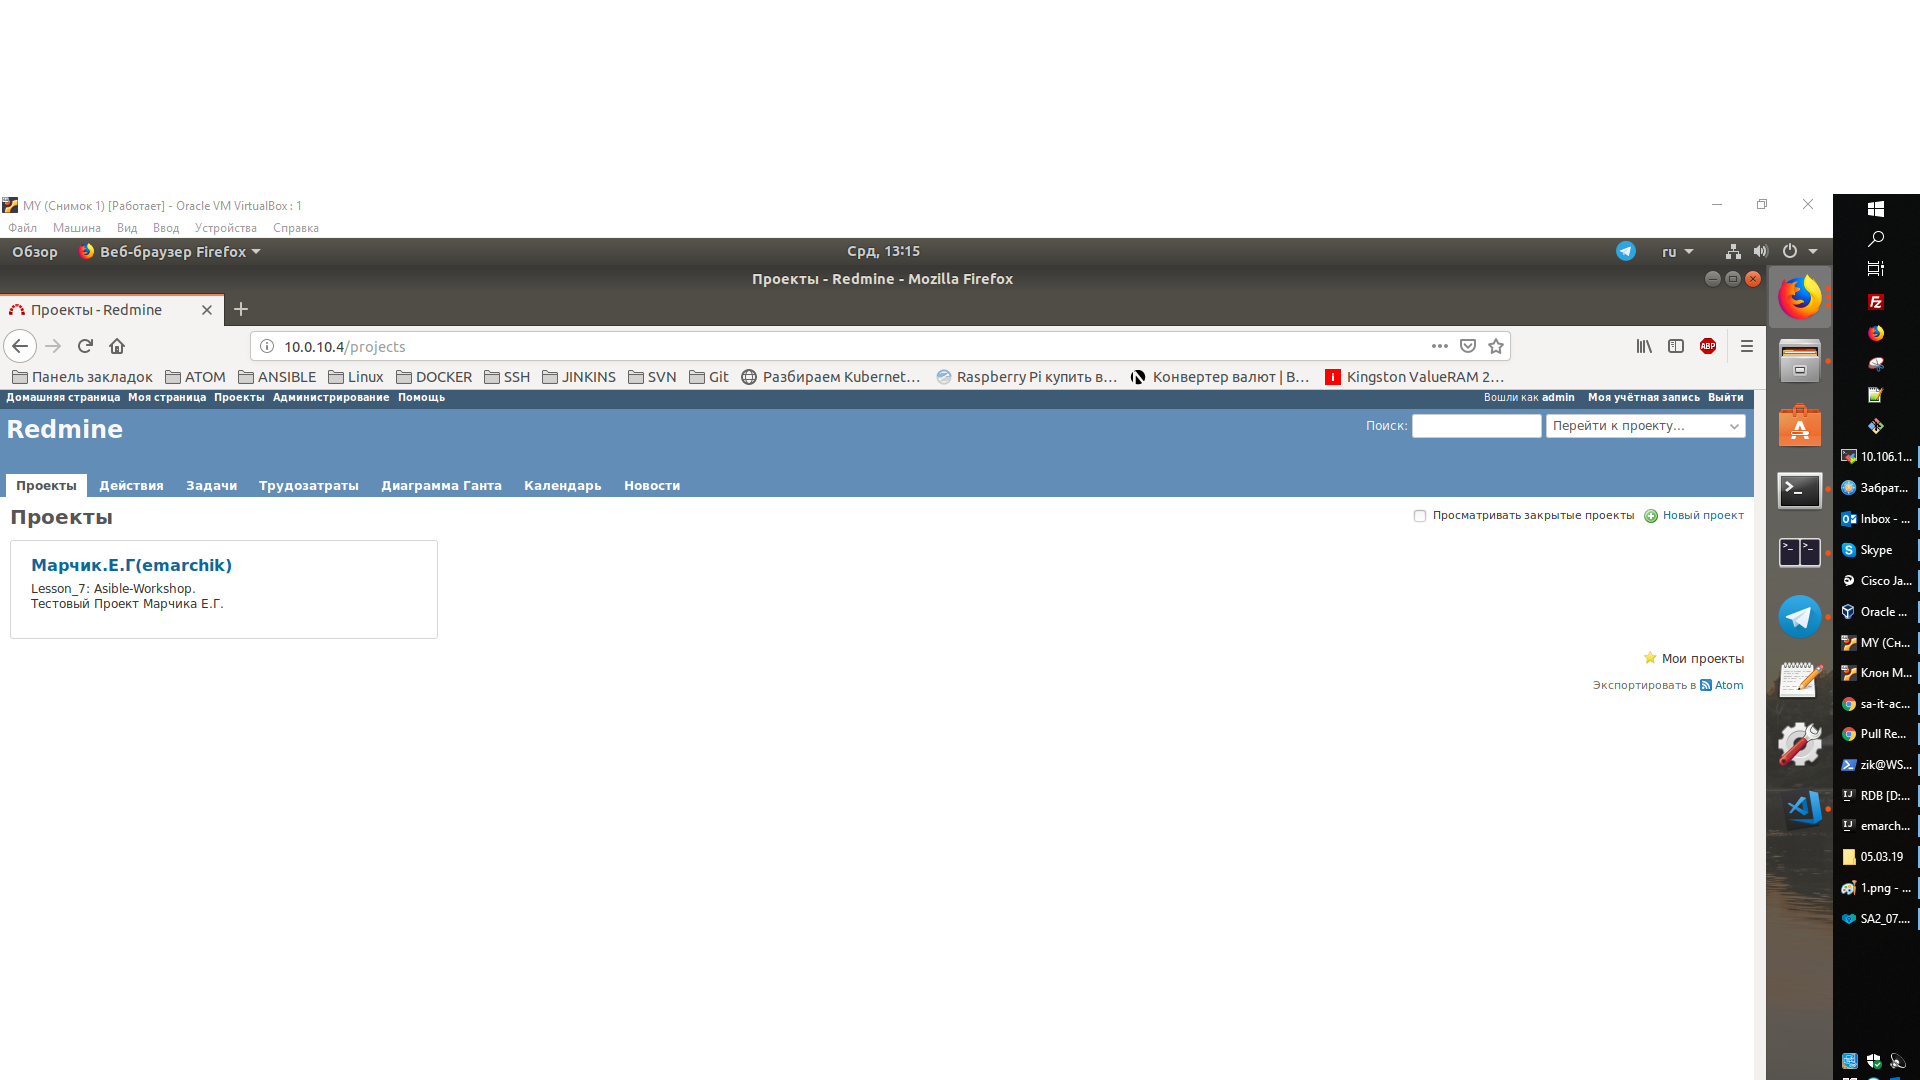 MY (Снимок 1) [Работает] - Oracle VM VirtualBox : 1
Файл Машина Вид Ввод Устройства Справка
Обзор Веб-браузер Firefox Срд, 13:15 ru
Проекты - Redmine - Mozilla Firefox
Проекты - Redmine
10.0.10.4/projects
Панель закладок ATOM ANSIBLE Linux DOCKER SSH JINKINS SVN Git Разбираем Kubernet… Raspberry Pi купить в… Конвертер валют | В… Kingston ValueRAM 2…
Домашняя страница Моя страница Проекты Администрирование Помощь Вошли как admin Моя учётная запись Выйти
Redmine Поиск: Перейти к проекту...
Проекты Действия Задачи Трудозатраты Диаграмма Ганта Календарь Новости
Проекты Просматривать закрытые проекты Новый проект
Марчик.Е.Г(emarchik)
Lesson_7: Asible-Workshop.
Тестовый Проект Марчика Е.Г.
Мои проекты
Экспортировать в Atom
ABP
10.106.1...
Забрат...
Inbox - ...
Skype
Cisco Ja...
Oracle ...
MY (Сн...
Клон М...
sa-it-ac...
Pull Re...
zik@WS...
RDB [D:...
emarch...
05.03.19
1.png - ...
SA2_07....